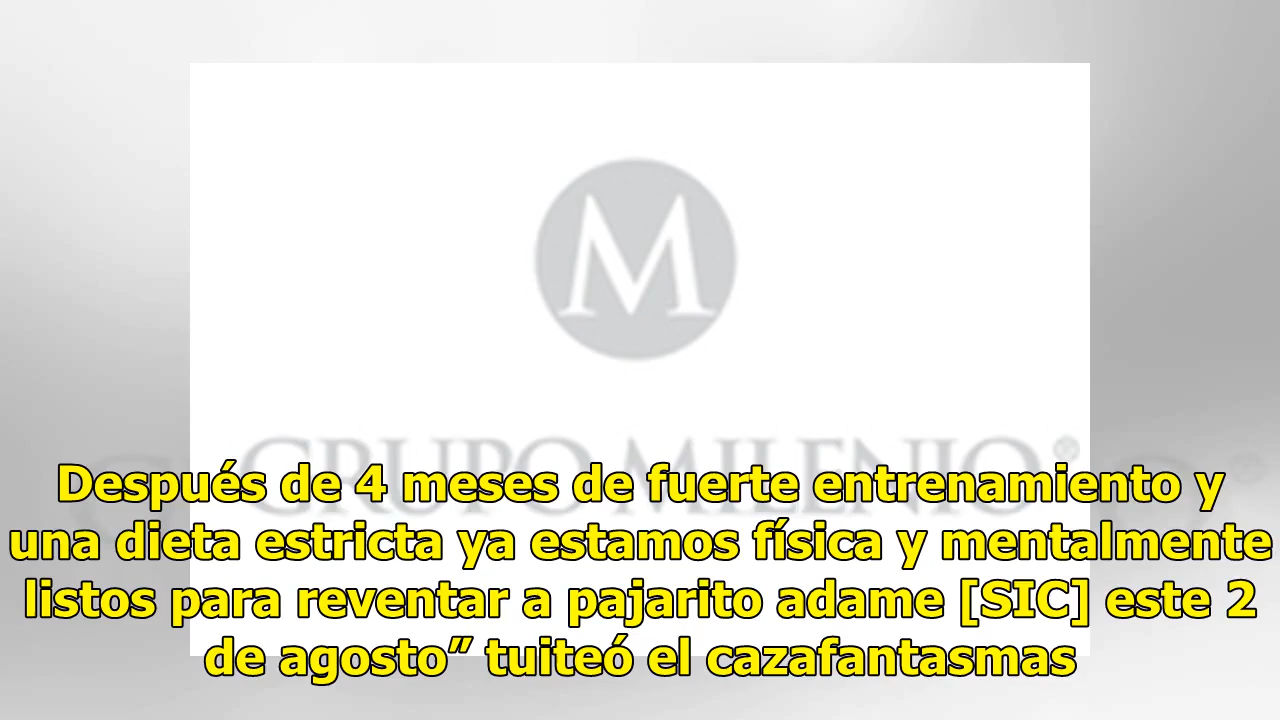 M
GRUPO MILENIO®
Después de 4 meses de fuerte entrenamiento y
una dieta estricta ya estamos física y mentalmente
listos para reventar a pajarito adame [SIC] este 2
de agosto” tuiteó el cazafantasmas